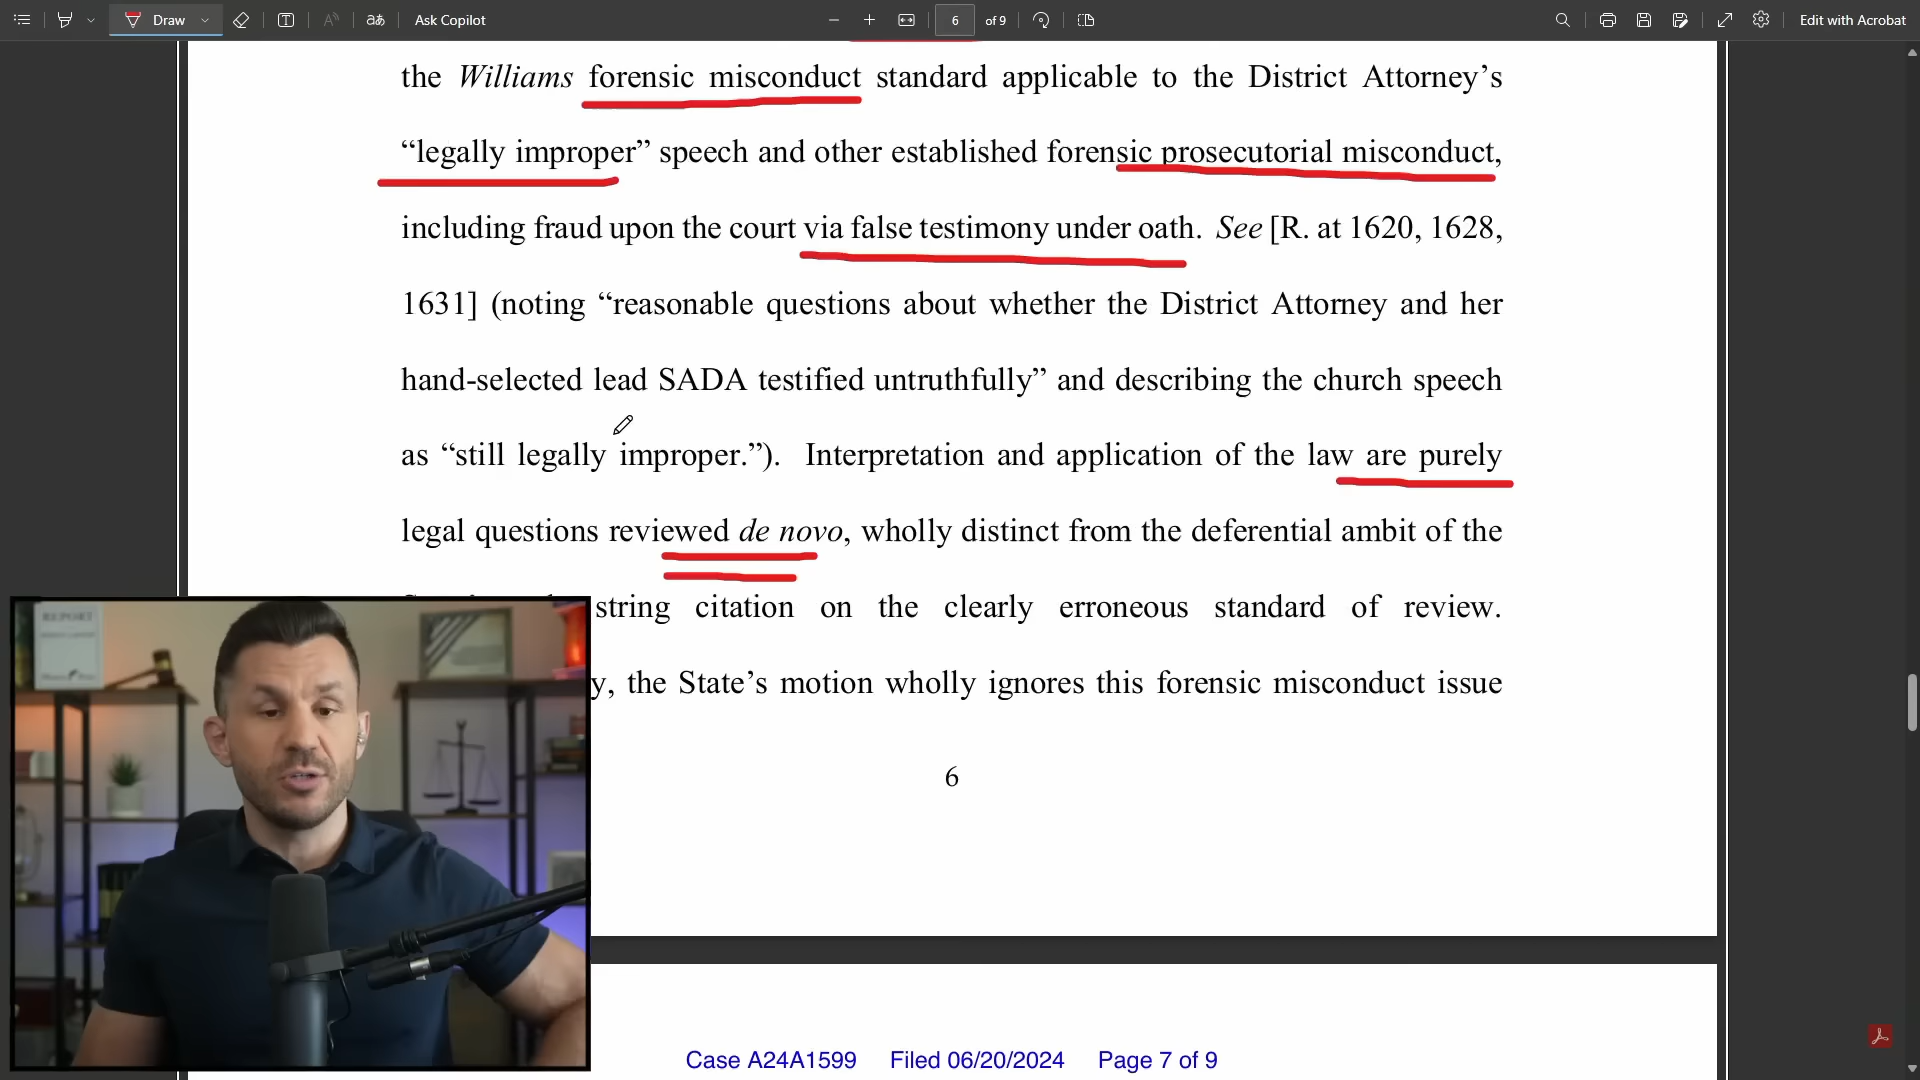 Draw
Ask Copilot
6
of 9
Edit with Acrobat
the Williams forensic misconduct standard applicable to the District Attorney’s
“legally improper” speech and other established forensic prosecutorial misconduct,
including fraud upon the court via false testimony under oath. See [R. at 1620, 1628,
1631] (noting “reasonable questions about whether the District Attorney and her
hand-selected lead SADA testified untruthfully” and describing the church speech
as “still legally improper.”). Interpretation and application of the law are purely
legal questions reviewed de novo, wholly distinct from the deferential ambit of the
string citation on the clearly erroneous standard of review.
y, the State’s motion wholly ignores this forensic misconduct issue
6
REPORT
Case A24A1599 Filed 06/20/2024 Page 7 of 9